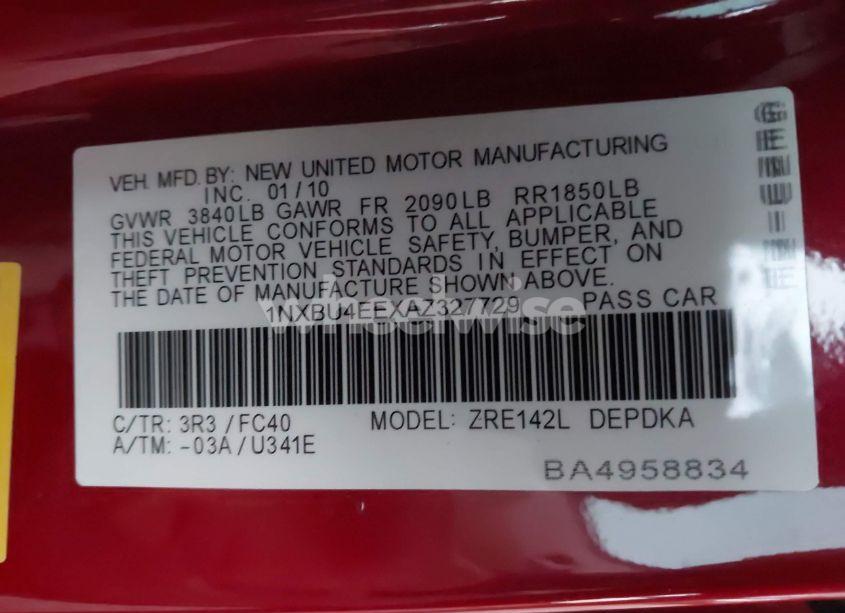 VEH. MFD. BY: NEW UNITED MOTOR MANUFACTURING
INC. 01/10
GVWR 3840LB GAWR FR 2090LB RR1850LB
THIS VEHICLE CONFORMS TO ALL APPLICABLE
FEDERAL MOTOR VEHICLE SAFETY, BUMPER, AND
THEFT PREVENTION STANDARDS IN EFFECT ON
THE DATE OF MANUFACTURE SHOWN ABOVE.
1NXBU4EEXAZ327729 PASS CAR
wheelwise
C/TR: 3R3 /FC40 MODEL: ZRE142L DEPDKA
A/TM: -03A / U341E
BA4958834